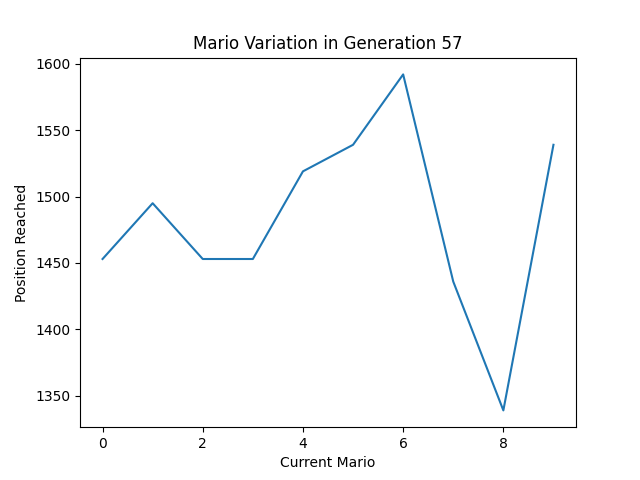 Mario Variation in Generation 57
1600
1550
1500
1450
1400
1350
Position Reached
0 2 4 6 8
Current Mario